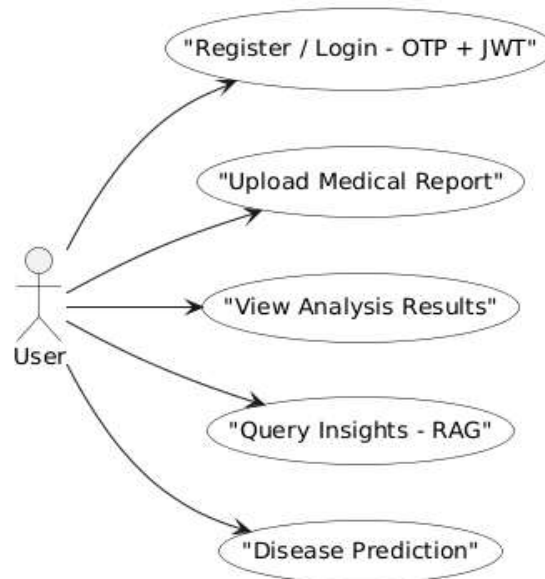 "Register / Login - OTP + JWT"
"Upload Medical Report"
"View Analysis Results"
User
"Query Insights - RAG"
"Disease Prediction"